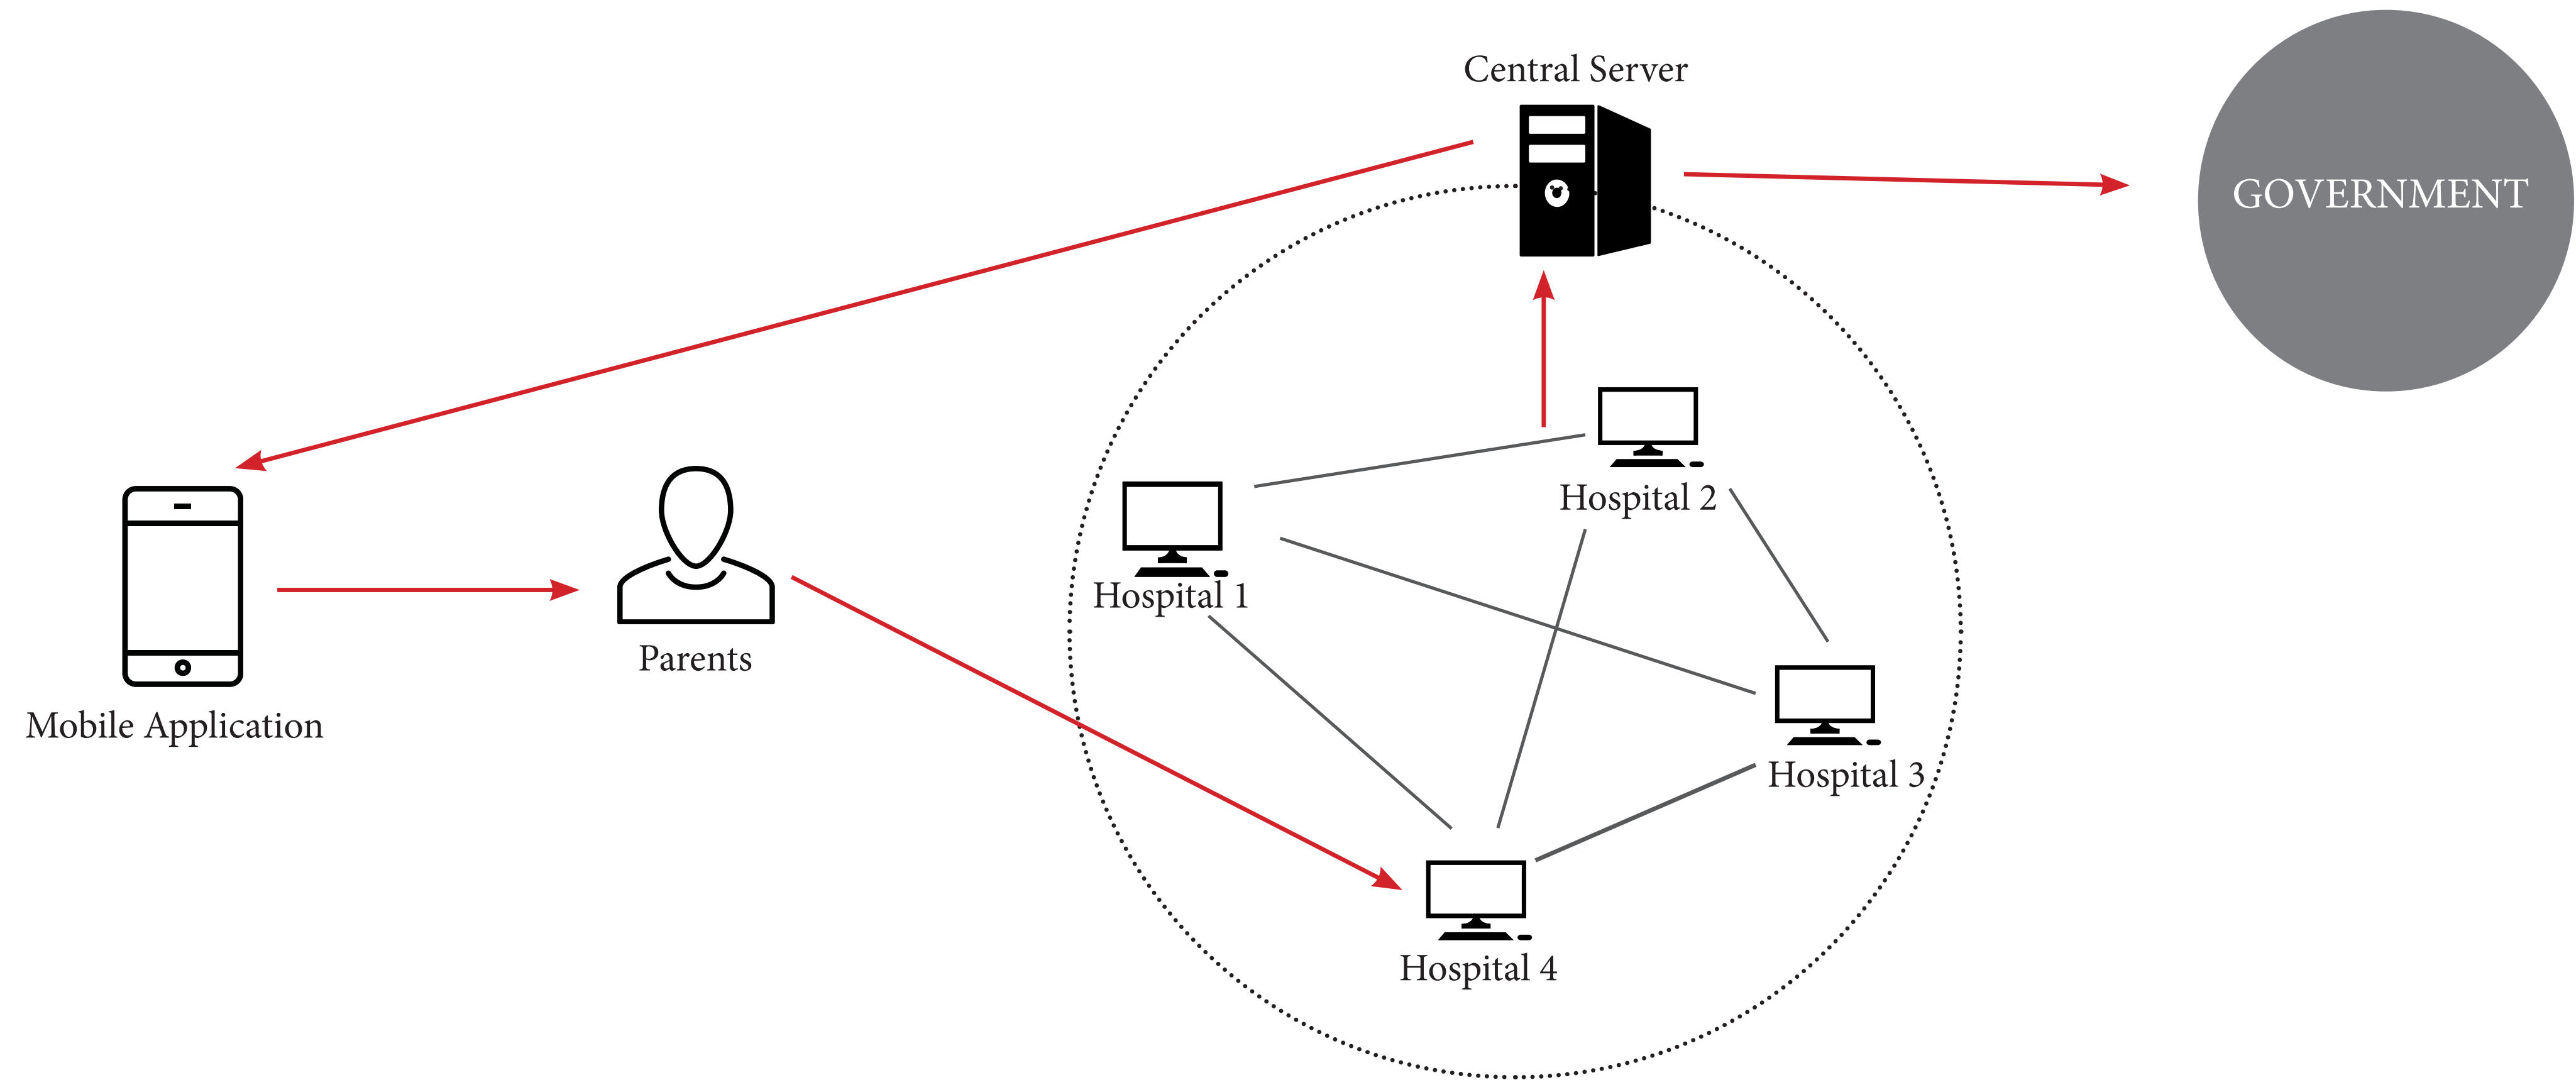 Central Server
GOVERNMENT
Hospital 2
Hospital 1
Parents
Mobile Application
Hospital 3
Hospital 4